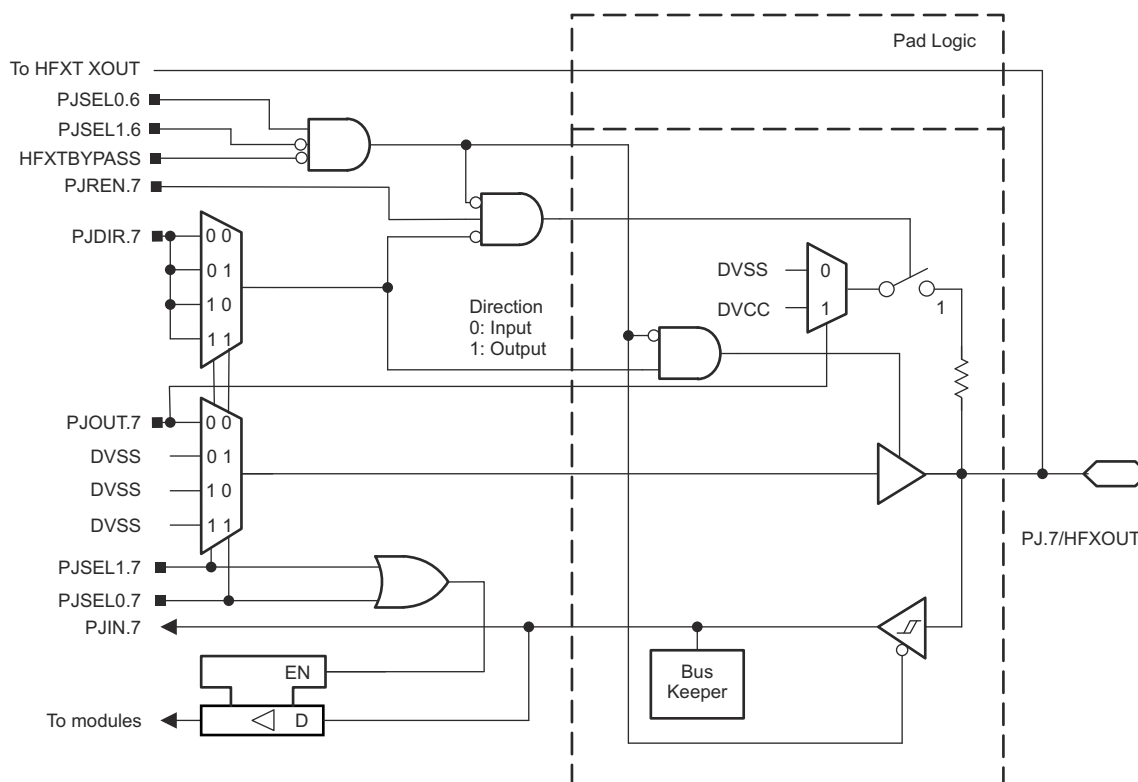 Pad Logic
To HFXT XOUT
PJSEL0.6
PJSEL1.6
HFXTBYPASS
PJREN.7
PJDIR.7
0 0
0 1
1 0
1 1
Direction
0: Input
1: Output
DVSS
0
DVCC
1
1
PJOUT.7
0 0
DVSS
0 1
DVSS
1 0
DVSS
1 1
PJ.7/HFXOUT
PJSEL1.7
PJSEL0.7
PJIN.7
Bus
Keeper
EN
To modules
D